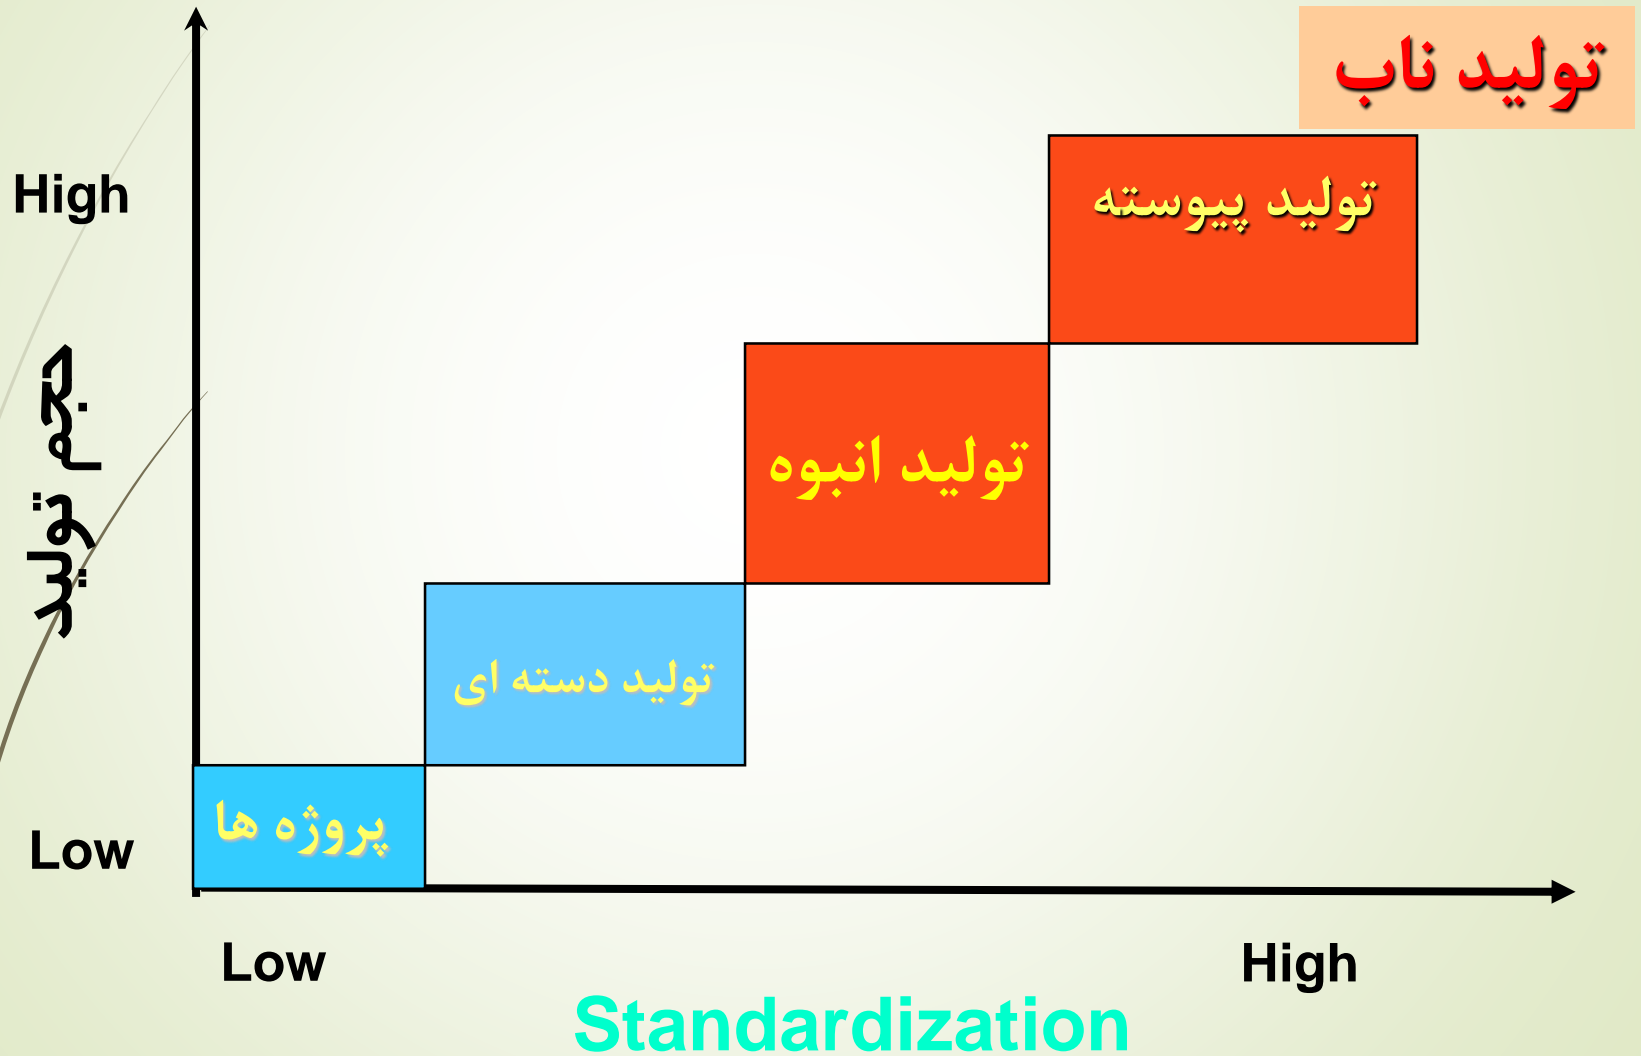 تولید ناب
High
تولید پیوسته
حجم تولید
تولید انبوه
تولید دسته ای
پروژه ها
Low
Low
High
Standardization